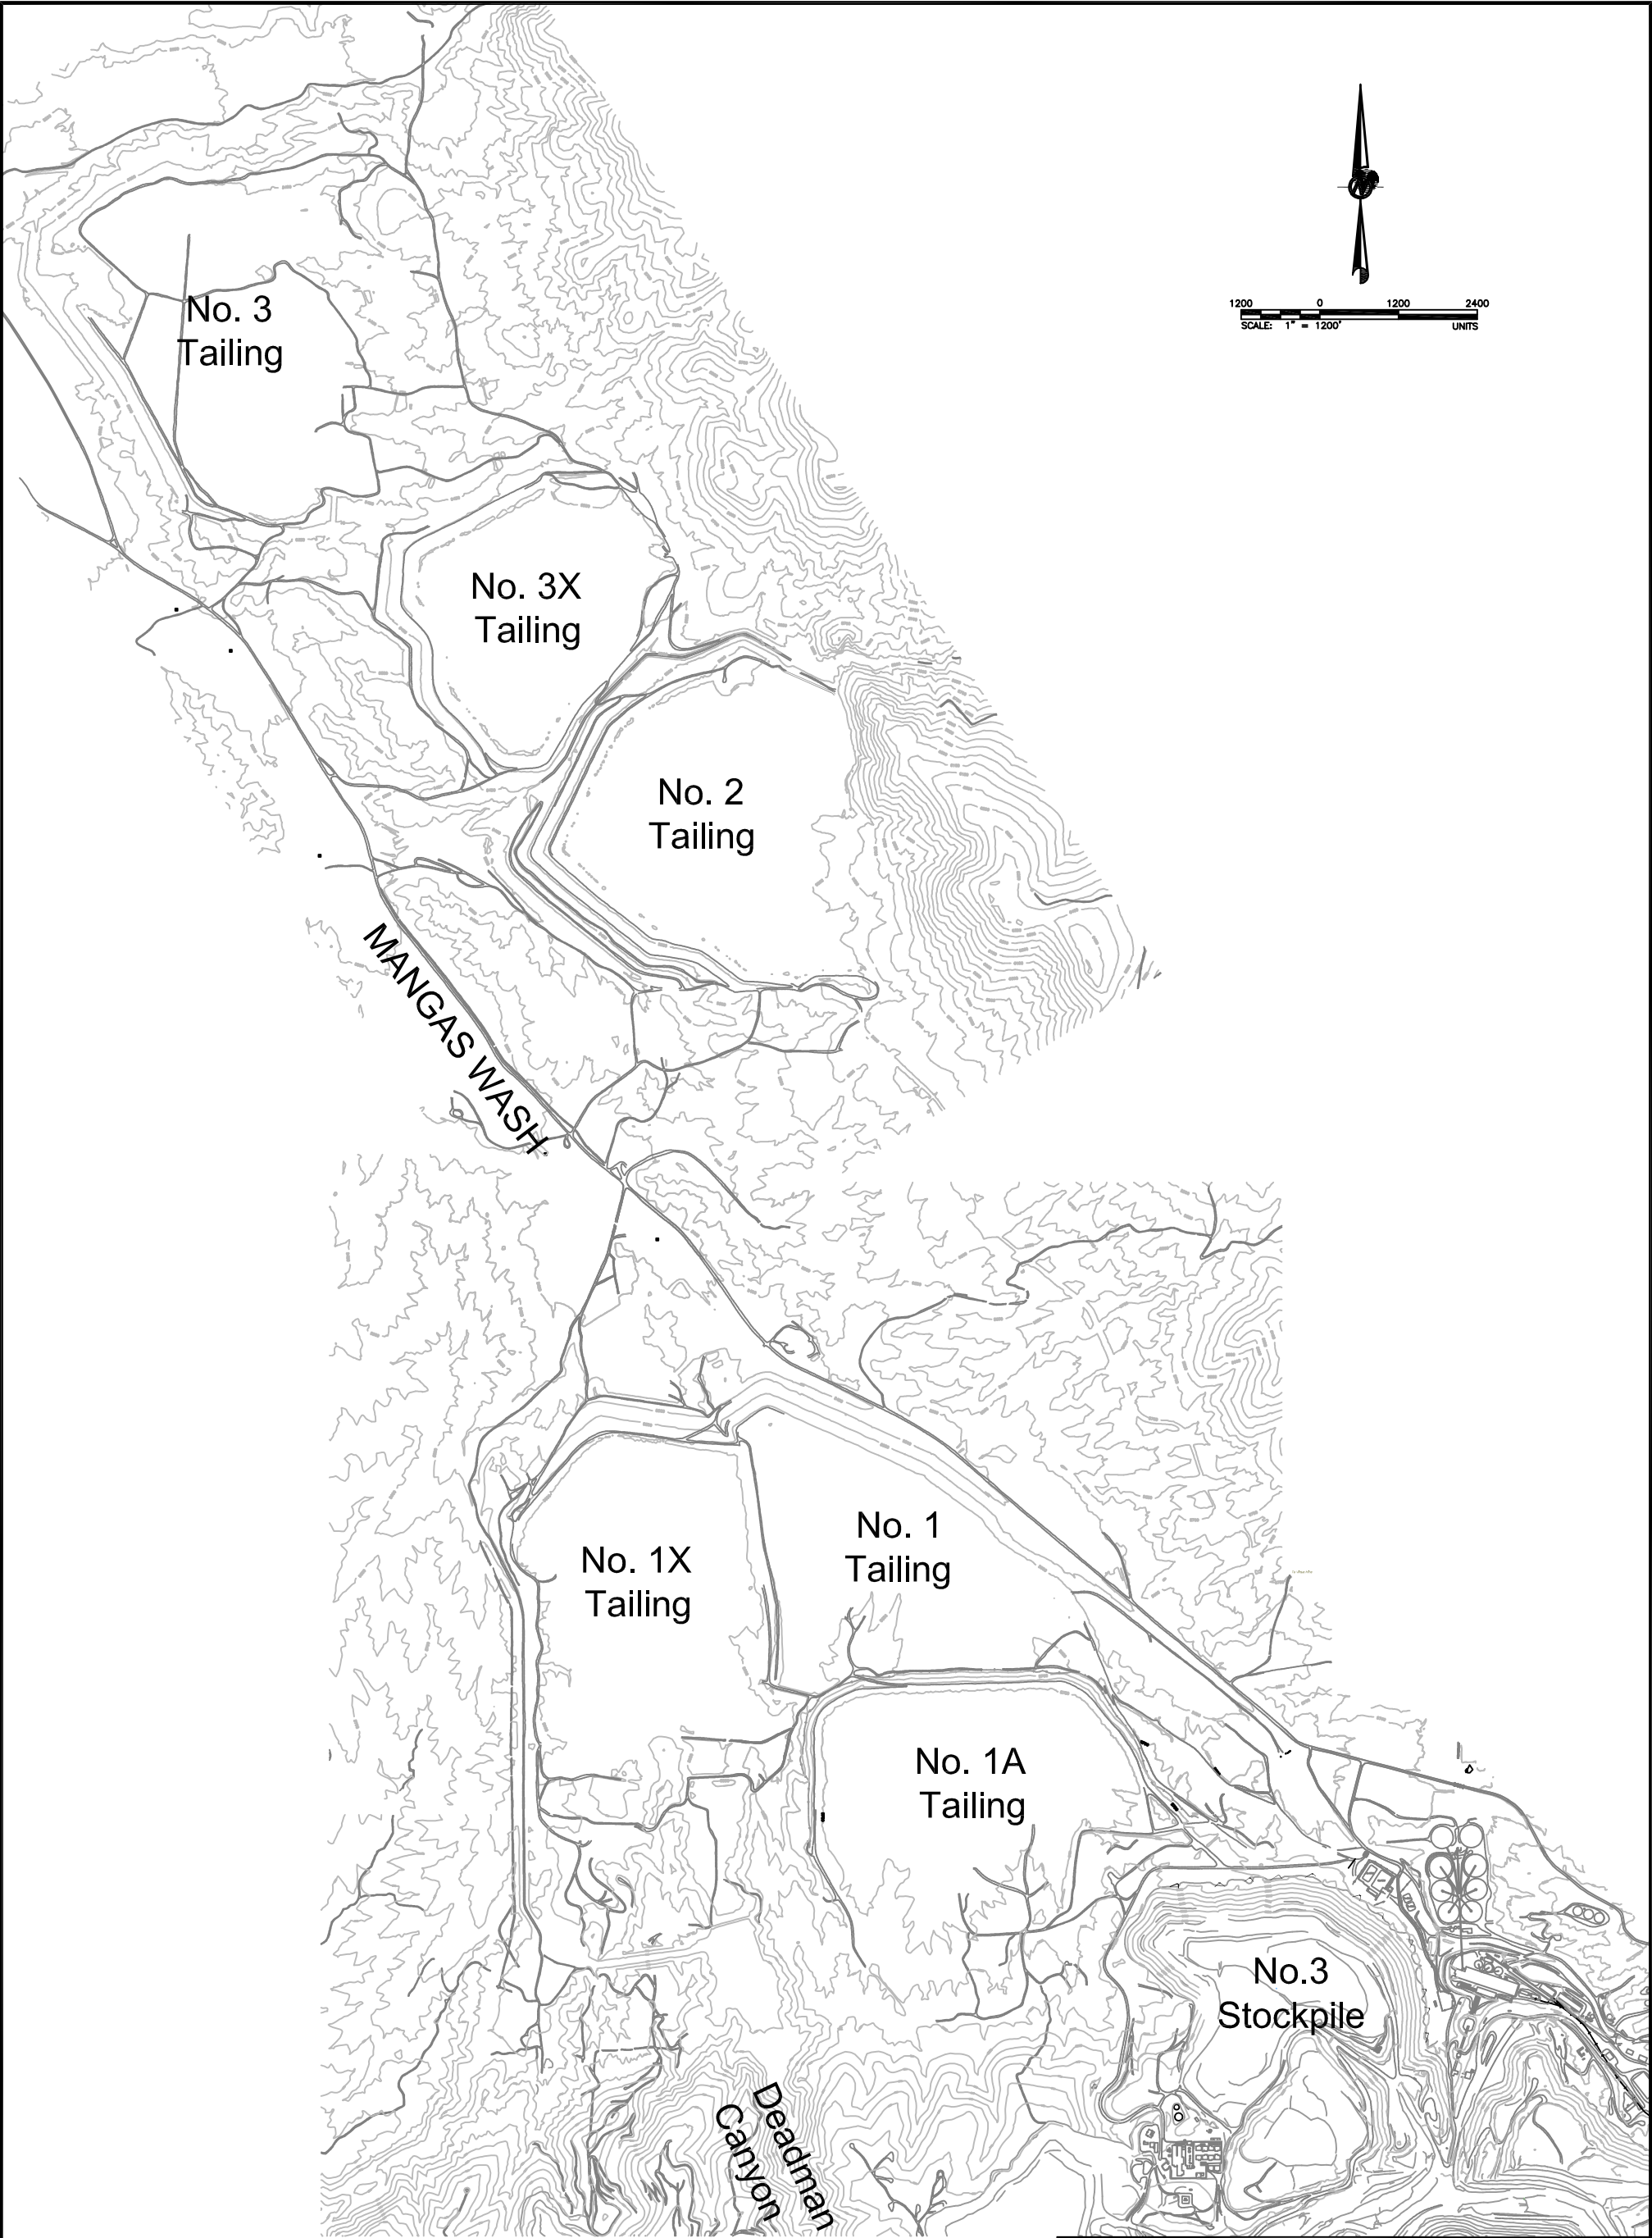 1200 0 1200 2400
SCALE: 1" = 1200' UNITS
No. 3
Tailing
No. 3X
Tailing
No. 2
Tailing
MANGAS WASH
No. 1
Tailing
No. 1X
Tailing
No. 1A
Tailing
No.3
Stockpile
Deadman
Canyon